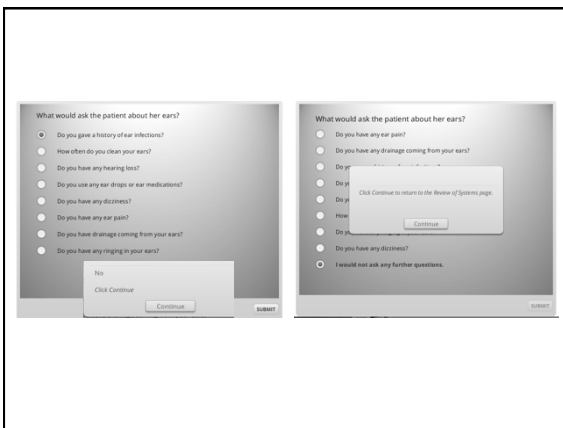 What would ask the patient about her ears?
Do you gave a history of ear infections?
How often do you clean your ears?
Do you have any hearing loss?
Do you use any ear drops or ear medications?
Do you have any dizziness?
Do you have any ear pain?
Do you have drainage coming from your ears?
Do you have any ringing in your ears?
No
Click Continue
Continue
SUBMIT
What would ask the patient about her ears?
Do you have any ear pain?
Do you have any drainage coming from your ears?
Do you
Do
Do
How
Do
Click Continue to return to the Review of Systems page.
Continue
Do you have any dizziness?
I would not ask any further questions.
SUBMIT